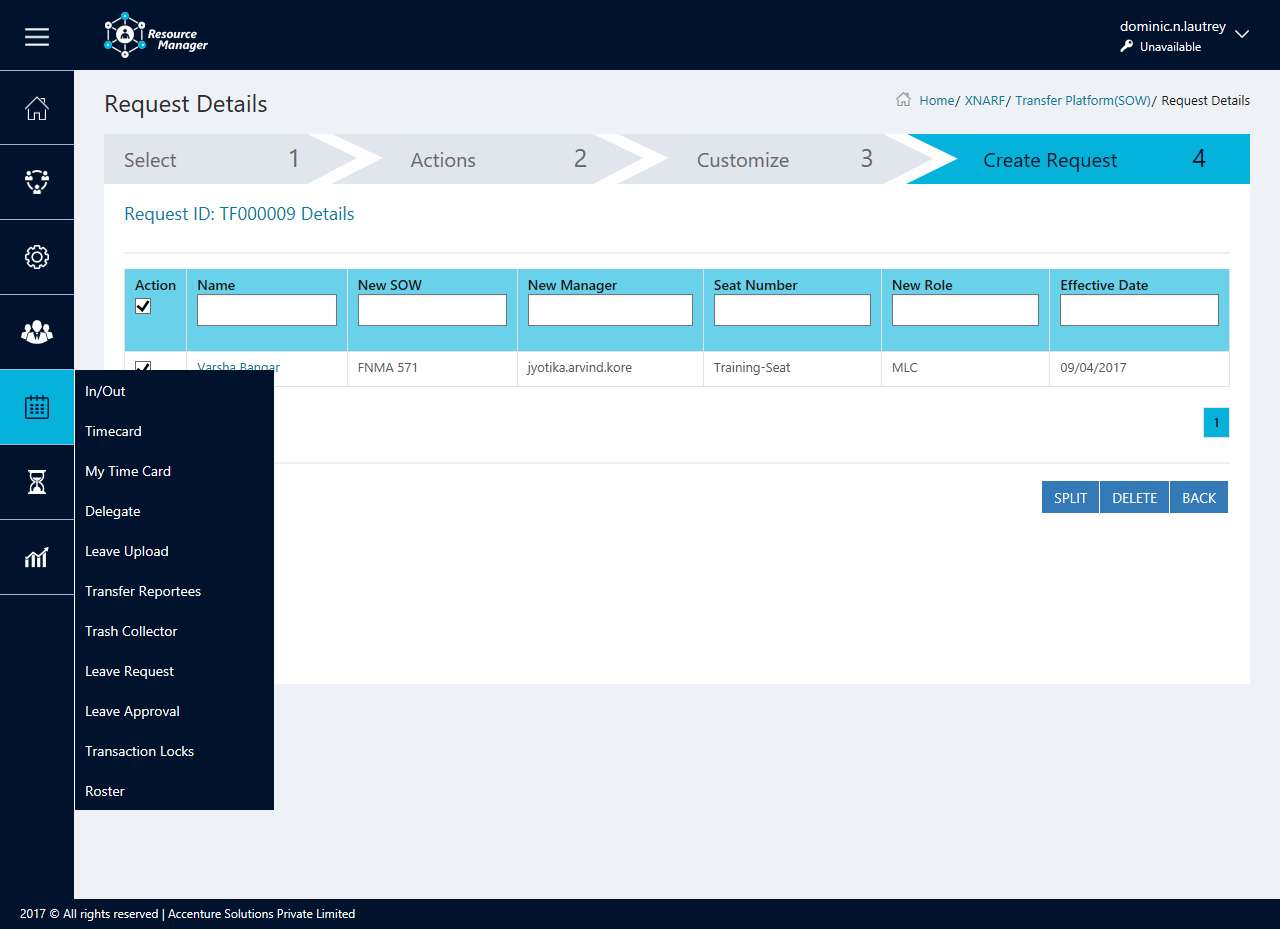 Resource
Manager
dominic.n.lautrey
Unavailable
Request Details
Home/ XNARF/ Transfer Platform(SOW)/ Request Details
Select 1 Actions 2 Customize 3 Create Request 4
Request ID: TF000009 Details
Action Name New SOW New Manager Seat Number New Role Effective Date
Varsha Bangar FNMA 571 jyotika.arvind.kore Training-Seat MLC 09/04/2017
In/Out
1
Timecard
My Time Card
SPLIT DELETE BACK
Delegate
Leave Upload
Transfer Reportees
Trash Collector
Leave Request
Leave Approval
Transaction Locks
Roster
2017 © All rights reserved | Accenture Solutions Private Limited